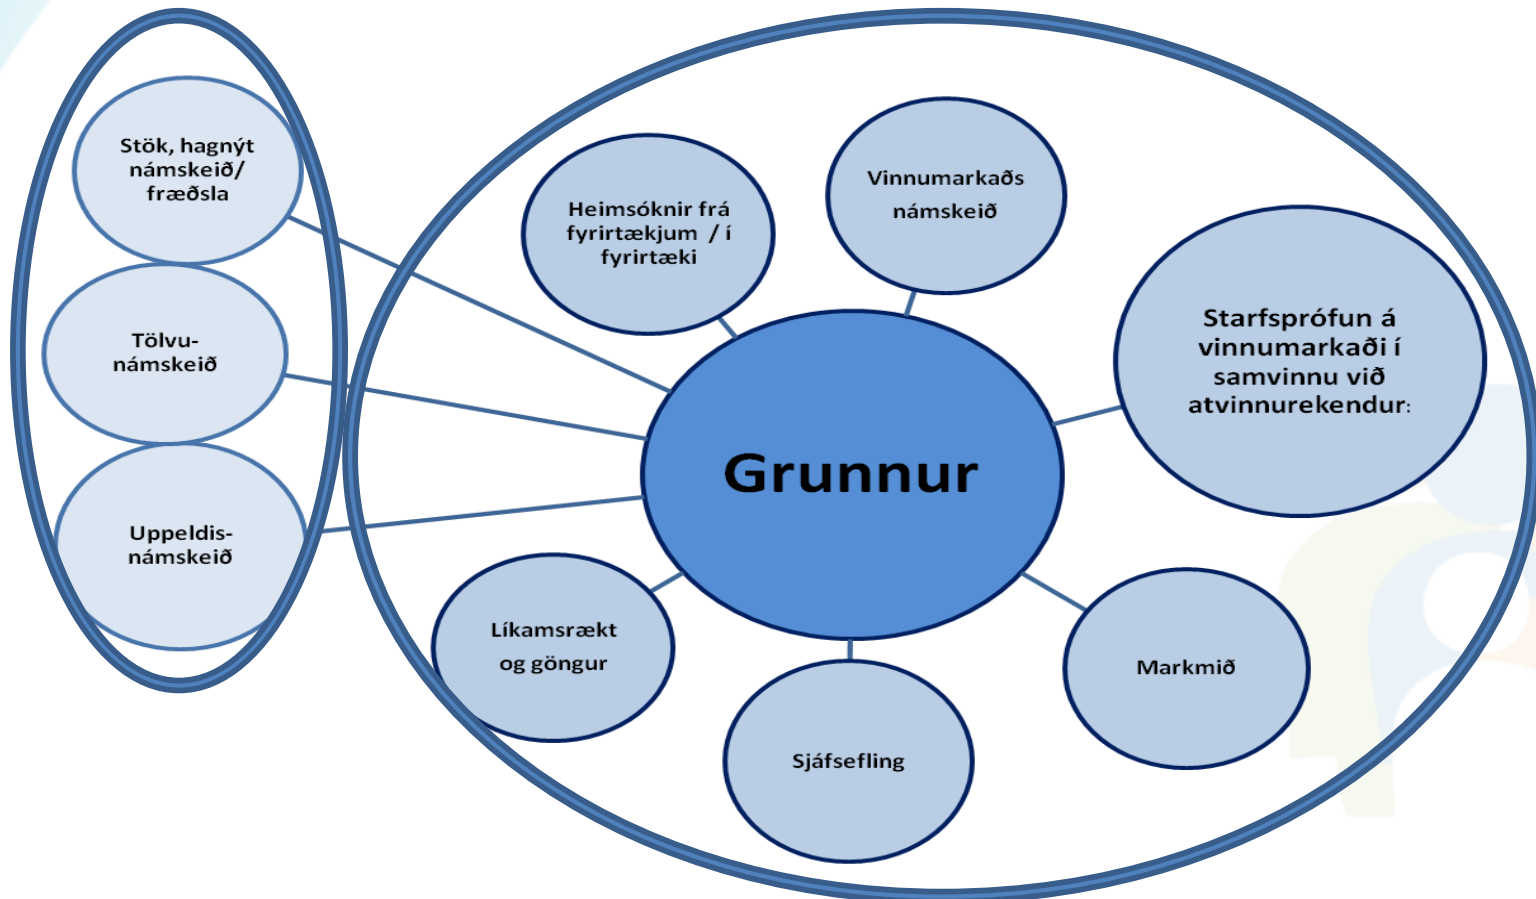 Stök, hagnýt
námskeið/
fræðsla
Tölvu-
námskeið
Uppeldis-
námskeið
Heimsóknir frá
fyrirtækjum / í
fyrirtæki
Vinnumarkaðs
námskeið
Starfsprófun á
vinnumarkaði í
samvinnu við
atvinnurekendur:
Grunnur
Líkamsrækt
og göngur
Sjáfsefling
Markmið